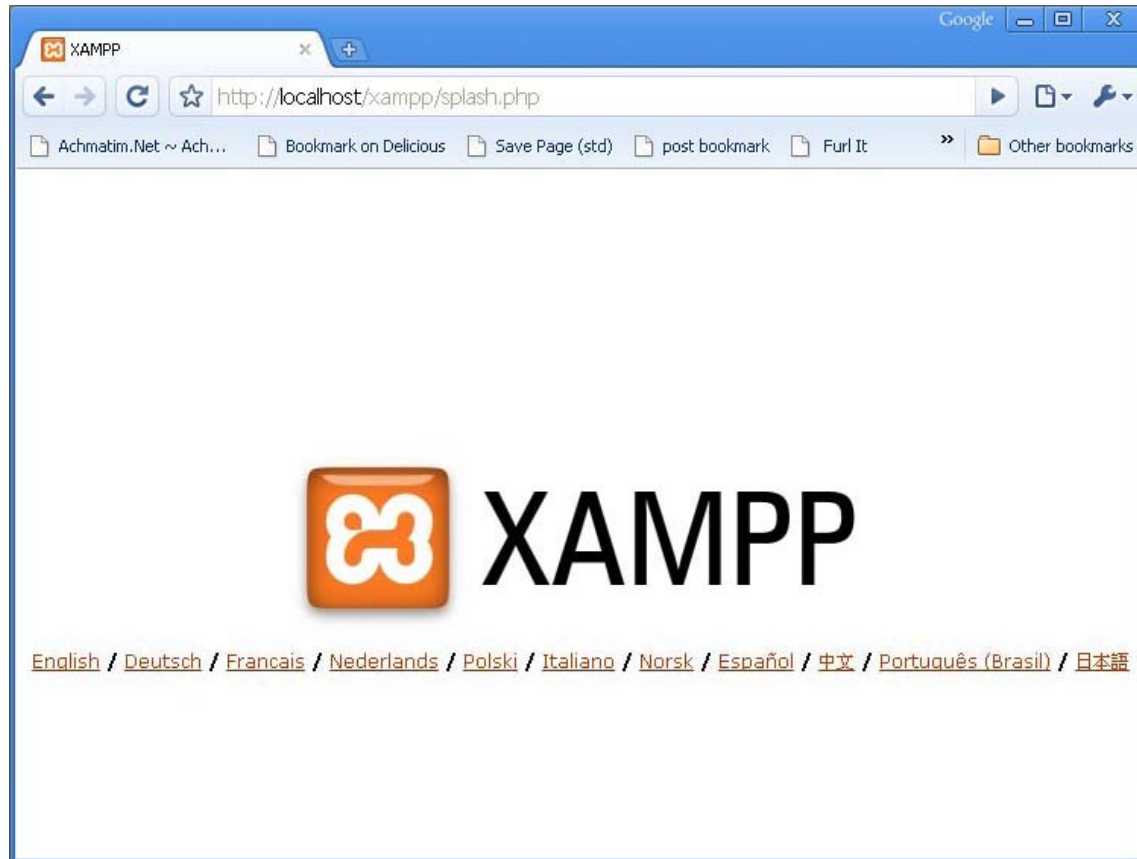 Google
XAMPP
http://localhost/xampp/splash.php
Achmatim.Net ~ Ach... Bookmark on Delicious Save Page (std) post bookmark Furl It » Other bookmarks
XAMPP
English / Deutsch / Francais / Nederlands / Polski / Italiano / Norsk / Español / 中文 / Português (Brasil) / 日本語